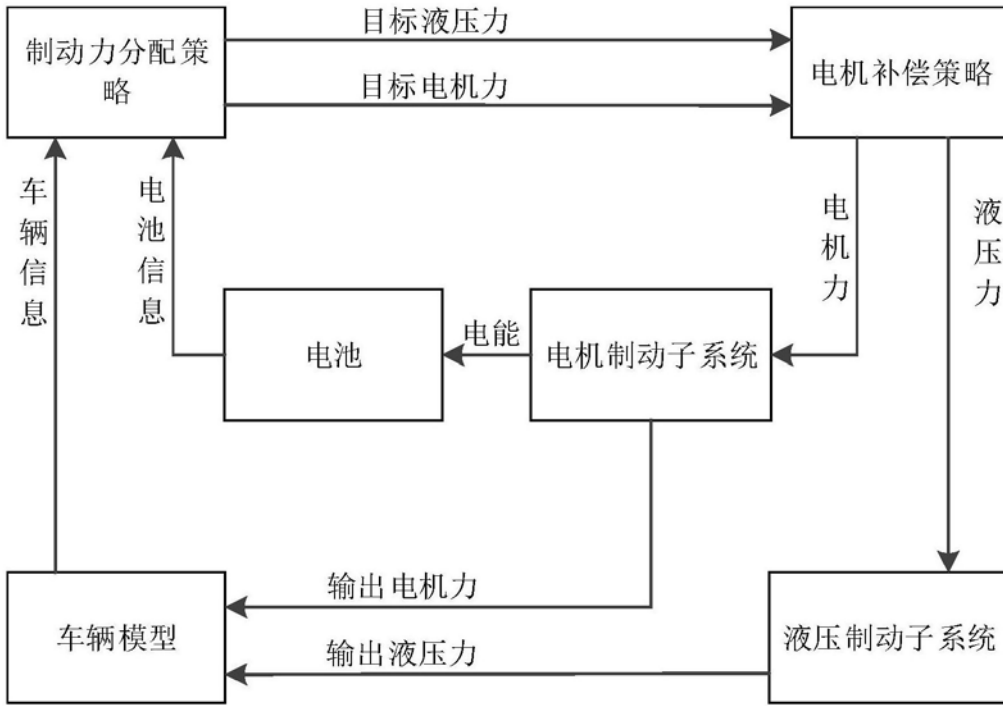 目标液压力
制动力分配策
略
目标电机力
电机补偿策略
车辆信息
电池信息
电机力
液压力
电池
电能
电机制动子系统
输出电机力
车辆模型
输出液压力
液压制动子系统